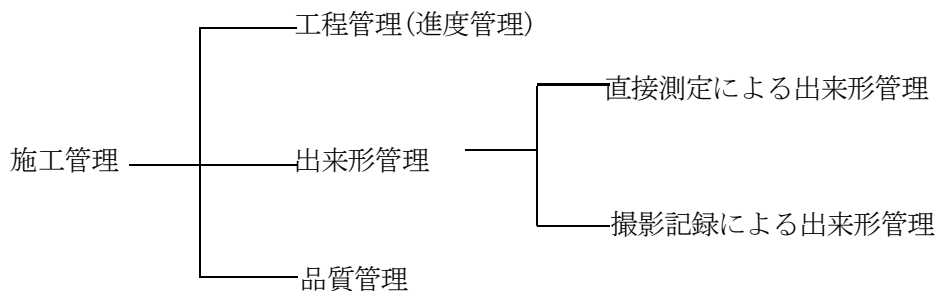 工程管理(進度管理)
直接測定による出来形管理
施工管理
出来形管理
撮影記録による出来形管理
品質管理